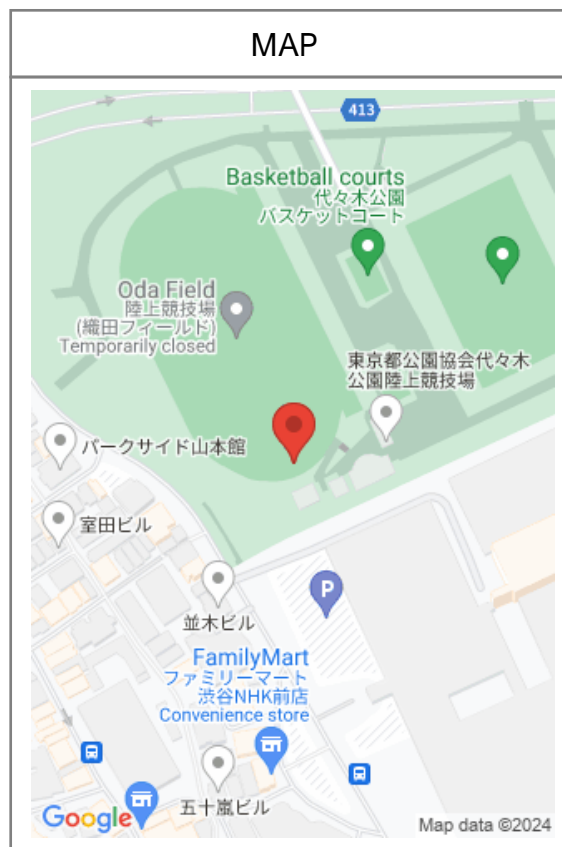 MAP
413
Basketball courts
代々木公園
バスケットコート
Oda Field
陸上競技場
(織田フィールド)
Temporarily closed
東京都公園協会代々木
公園陸上競技場
パークサイド山本館
室田ビル
P
並木ビル
FamilyMart
ファミリーマート
渋谷NHK前店
Convenience store
五十嵐ビル
Google
Map data ©2024